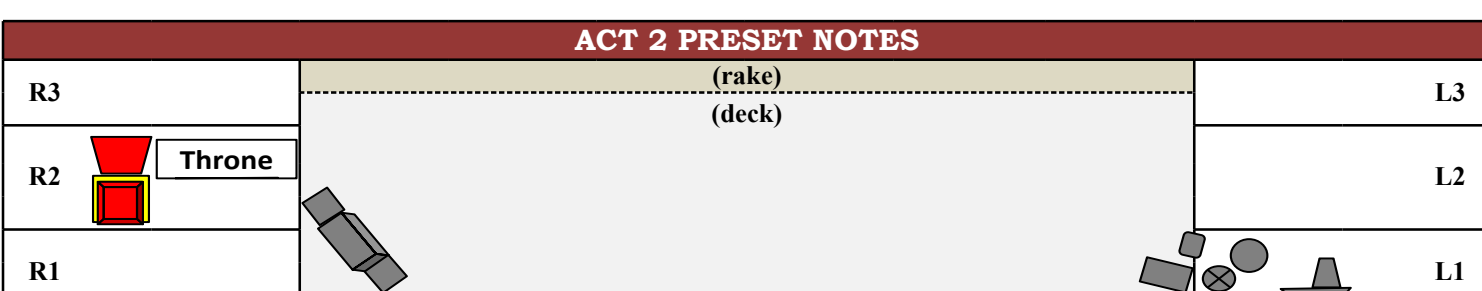 ACT 2 PRESET NOTES
(rake)
R3
L3
(deck)
Throne
R2
L2
R1
L1